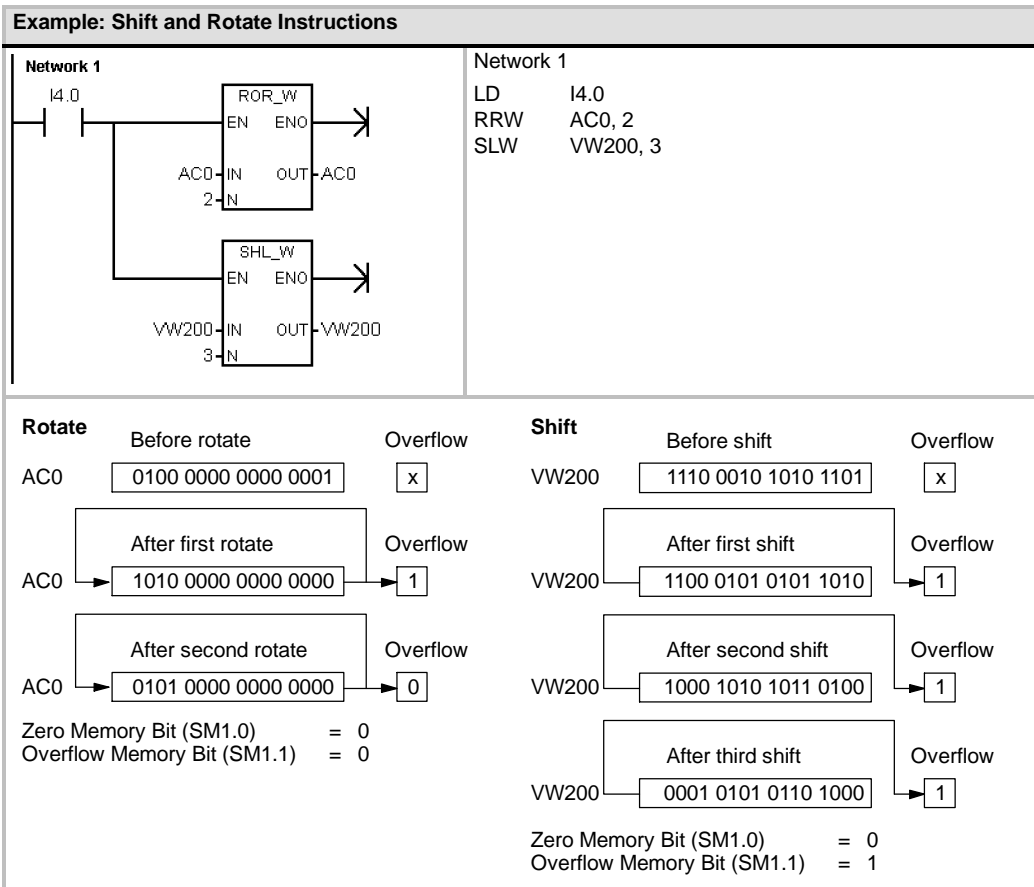 Example: Shift and Rotate Instructions
Network 1
I4.0
ROR_W
EN ENO
AC0 IN OUT AC0
2 N
SHL_W
EN ENO
VW200 IN OUT VW200
3 N
Network 1
LD I4.0
RRW AC0, 2
SLW VW200, 3
Rotate
Before rotate Overflow
AC0 0100 0000 0000 0001 x
After first rotate Overflow
AC0 1010 0000 0000 0000 1
After second rotate Overflow
AC0 0101 0000 0000 0000 0
Zero Memory Bit (SM1.0) = 0
Overflow Memory Bit (SM1.1) = 0
Shift
Before shift Overflow
VW200 1110 0010 1010 1101 x
After first shift Overflow
VW200 1100 0101 0101 1010 1
After second shift Overflow
VW200 1000 1010 1011 0100 1
After third shift Overflow
VW200 0001 0101 0110 1000 1
Zero Memory Bit (SM1.0) = 0
Overflow Memory Bit (SM1.1) = 1